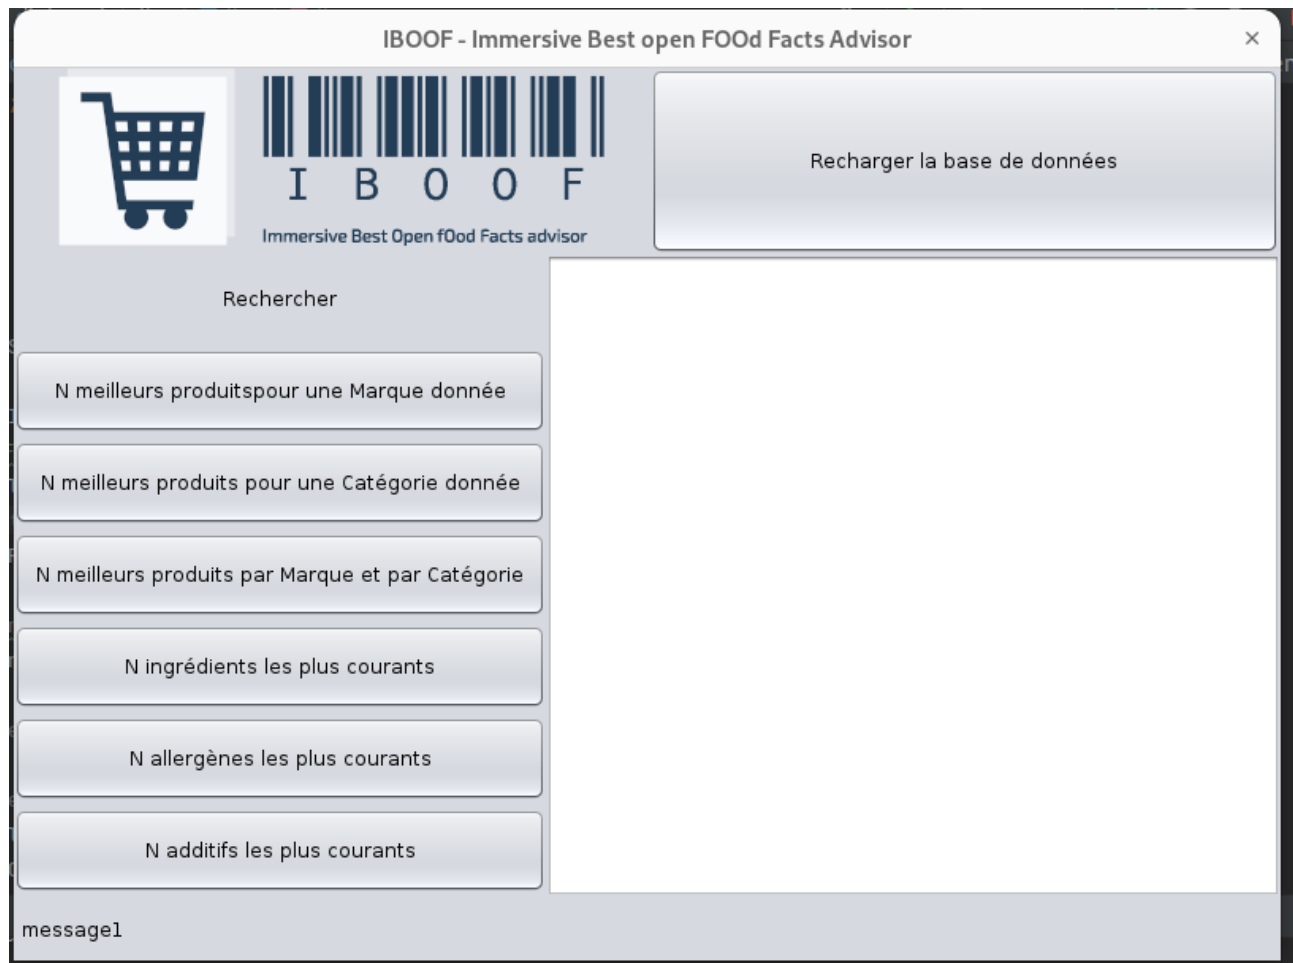 IBOOF - Immersive Best open FOOd Facts Advisor
I B O O F
Immersive Best Open fOod Facts advisor
Recharger la base de données
Rechercher
N meilleurs produitspour une Marque donnée
N meilleurs produits pour une Catégorie donnée
N meilleurs produits par Marque et par Catégorie
N ingrédients les plus courants
N allergènes les plus courants
N additifs les plus courants
message1